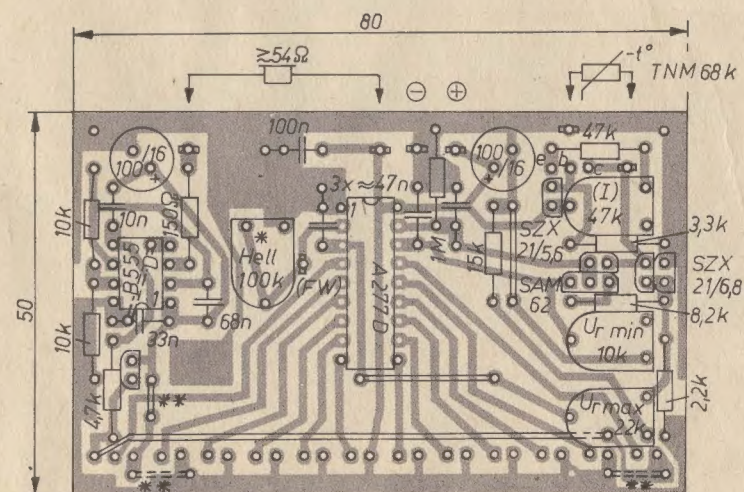 80
≳54Ω
-t°
TNM 68k
⊖ ⊕
100n
47k
100/16
+
100/16
+
e b c
(I)
47k
3x≈47n
10k
10n
150Ω
1
3,3k
*
Hell
100k
(FW)
1M
15k
SZX
21/5,6
B555
D
A277D
SZX
21/6,8
SAM
62
1
68n
8,2k
50
33n
10k
Ur min
10k
4,7k
**
Ur max
22k
2,2k
**
**